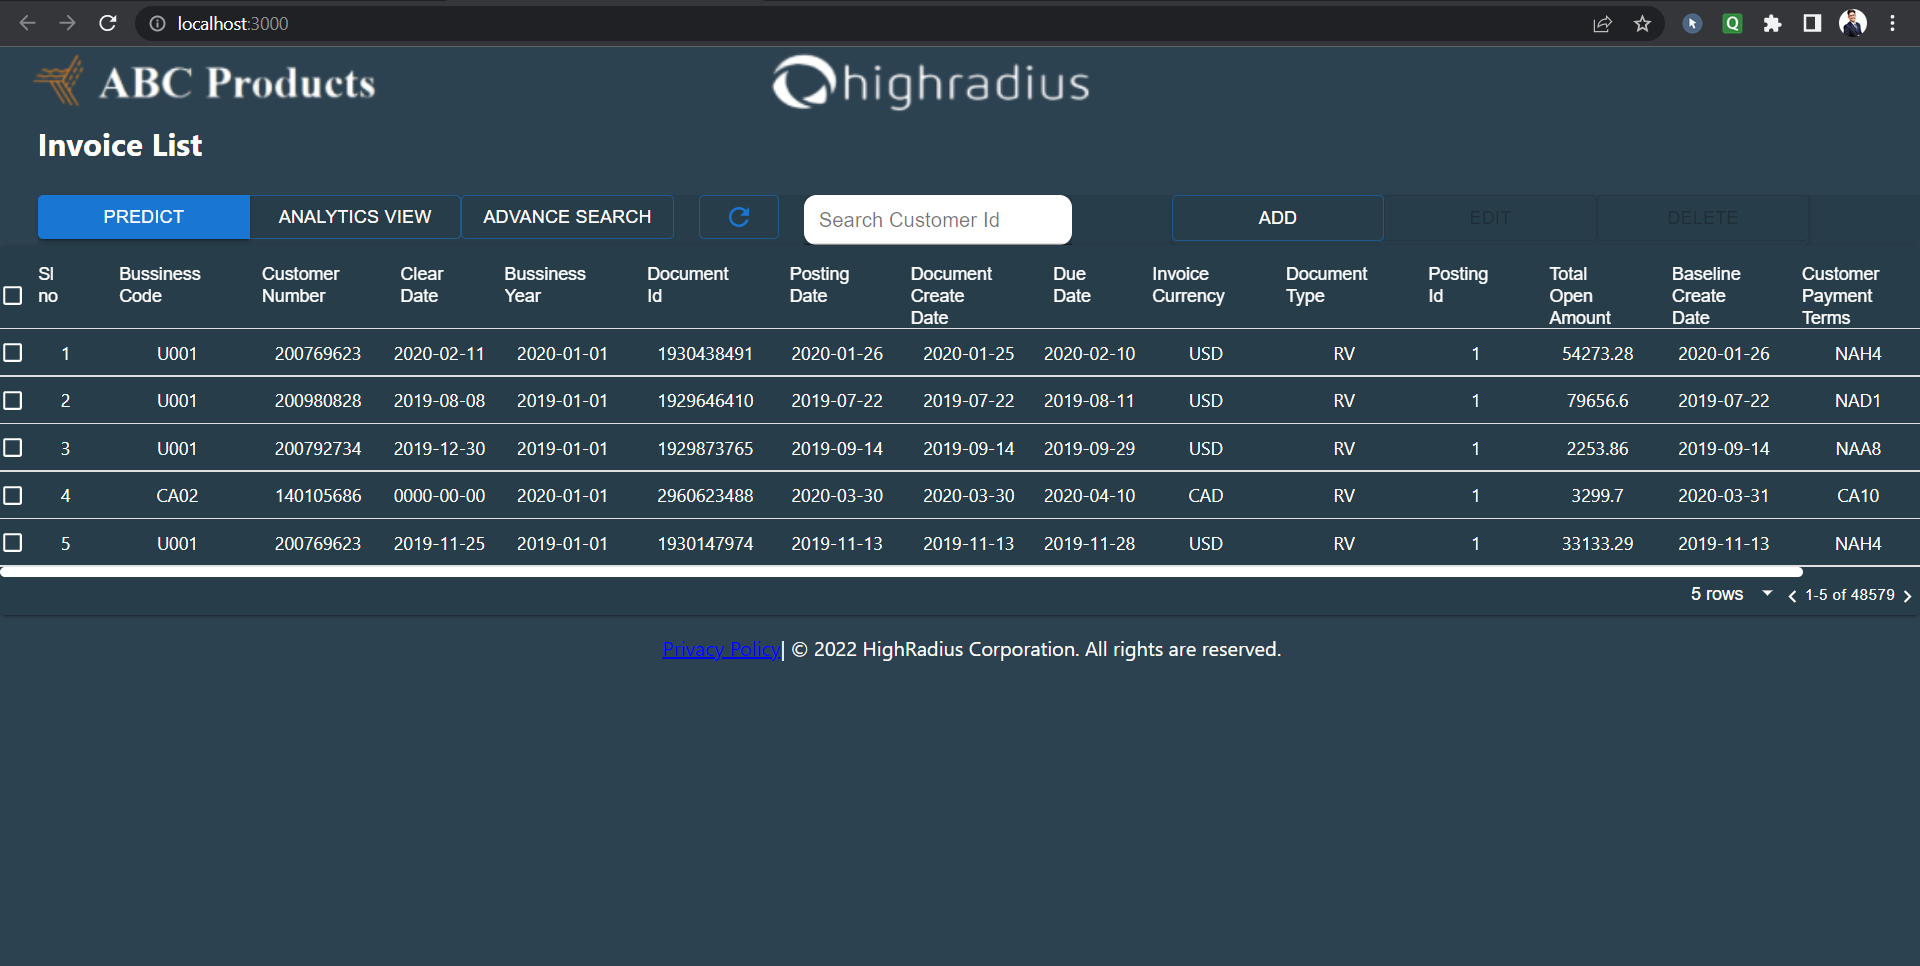 localhost:3000
ABC Products
highradius
Invoice List
PREDICT ANALYTICS VIEW ADVANCE SEARCH Search Customer Id ADD EDIT DELETE
Sl no Bussiness Code Customer Number Clear Date Bussiness Year Document Id Posting Date Document Create Date Due Date Invoice Currency Document Type Posting Id Total Open Amount Baseline Create Date Customer Payment Terms
1 U001 200769623 2020-02-11 2020-01-01 1930438491 2020-01-26 2020-01-25 2020-02-10 USD RV 1 54273.28 2020-01-26 NAH4
2 U001 200980828 2019-08-08 2019-01-01 1929646410 2019-07-22 2019-07-22 2019-08-11 USD RV 1 79656.6 2019-07-22 NAD1
3 U001 200792734 2019-12-30 2019-01-01 1929873765 2019-09-14 2019-09-14 2019-09-29 USD RV 1 2253.86 2019-09-14 NAA8
4 CA02 140105686 0000-00-00 2020-01-01 2960623488 2020-03-30 2020-03-30 2020-04-10 CAD RV 1 3299.7 2020-03-31 CA10
5 U001 200769623 2019-11-25 2019-01-01 1930147974 2019-11-13 2019-11-13 2019-11-28 USD RV 1 33133.29 2019-11-13 NAH4
5 rows 1-5 of 48579
Privacy Policy| © 2022 HighRadius Corporation. All rights are reserved.